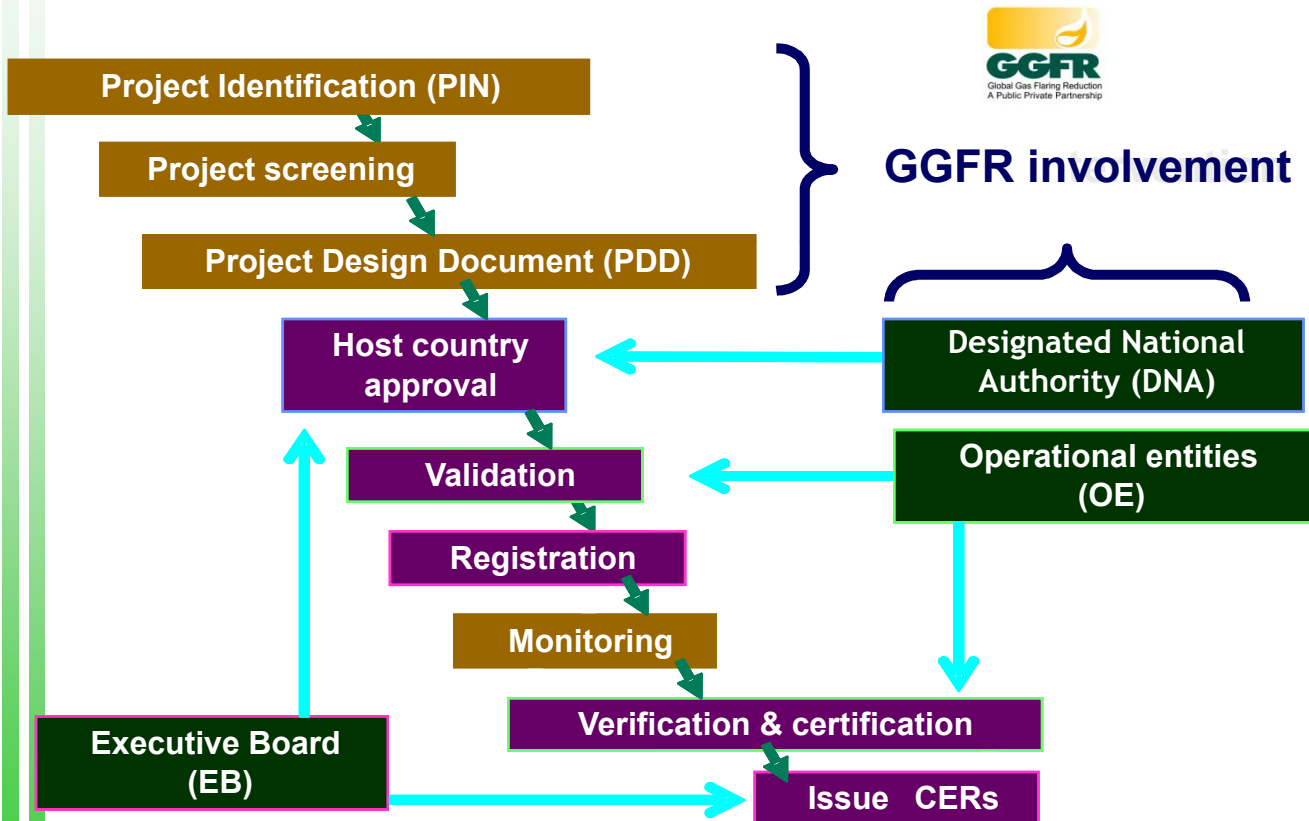 GGFR
Global Gas Flaring Reduction
A Public Private Partnership
Project Identification (PIN)
Project screening
GGFR involvement
Project Design Document (PDD)
Host country
approval
Designated National
Authority (DNA)
Validation
Operational entities
(OE)
Registration
Monitoring
Verification & certification
Executive Board
(EB)
Issue CERs